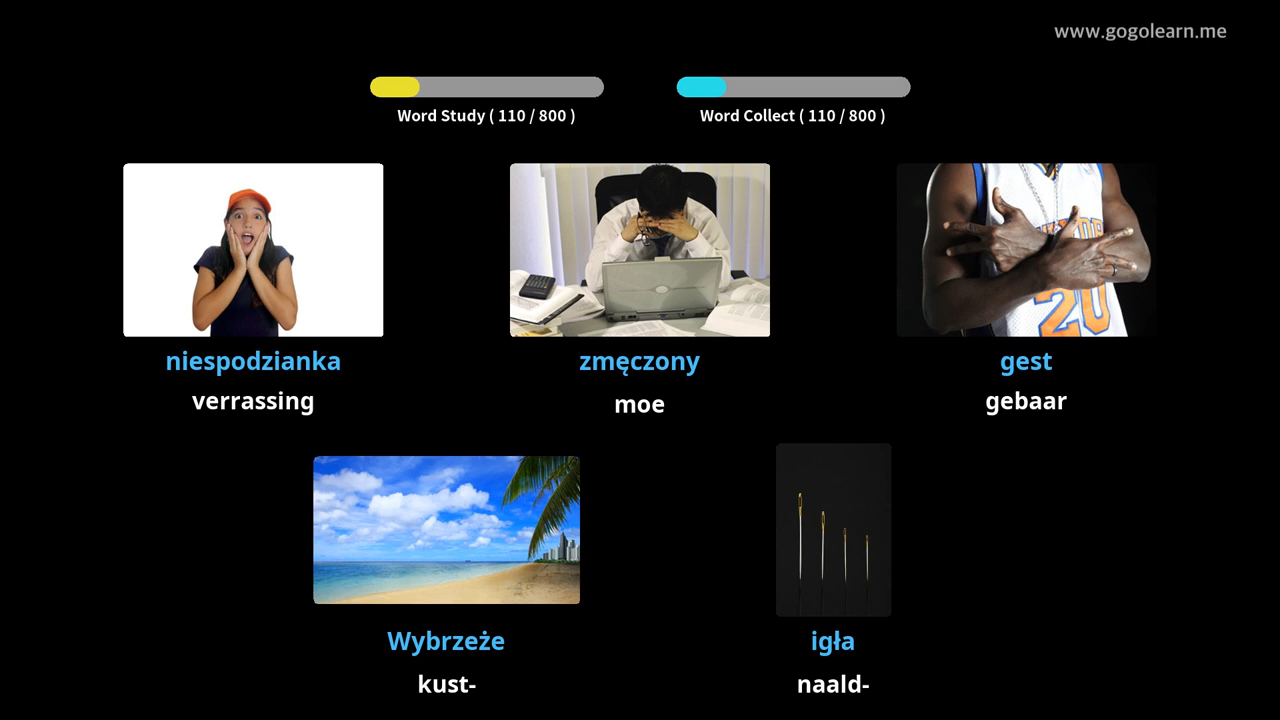 www.gogolearn.me
Word Study ( 110 / 800 )
Word Collect ( 110 / 800 )
20
niespodzianka
zmęczony
gest
verrassing
moe
gebaar
Wybrzeże
igła
kust-
naald-